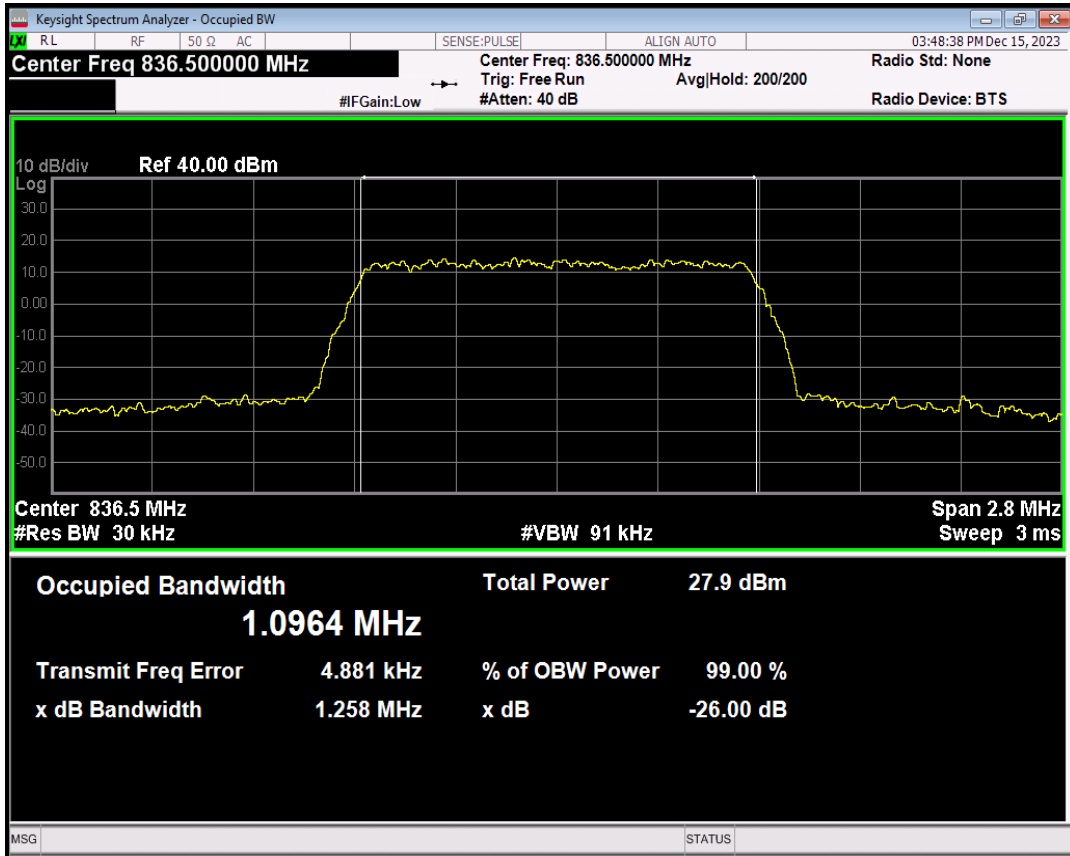 Keysight Spectrum Analyzer - Occupied BW
LXI RL RF 50 Ω AC SENSE:PULSE ALIGN AUTO 03:48:38 PM Dec 15, 2023
Center Freq 836.500000 MHz Center Freq: 836.500000 MHz Radio Std: None
Trig: Free Run Avg|Hold: 200/200
#IFGain:Low #Atten: 40 dB Radio Device: BTS
10 dB/div Ref 40.00 dBm
Log
30.0
20.0
10.0
0.00
-10.0
-20.0
-30.0
-40.0
-50.0
Center 836.5 MHz Span 2.8 MHz
#Res BW 30 kHz #VBW 91 kHz Sweep 3 ms
Occupied Bandwidth Total Power 27.9 dBm
1.0964 MHz
Transmit Freq Error 4.881 kHz % of OBW Power 99.00 %
x dB Bandwidth 1.258 MHz x dB -26.00 dB
MSG STATUS